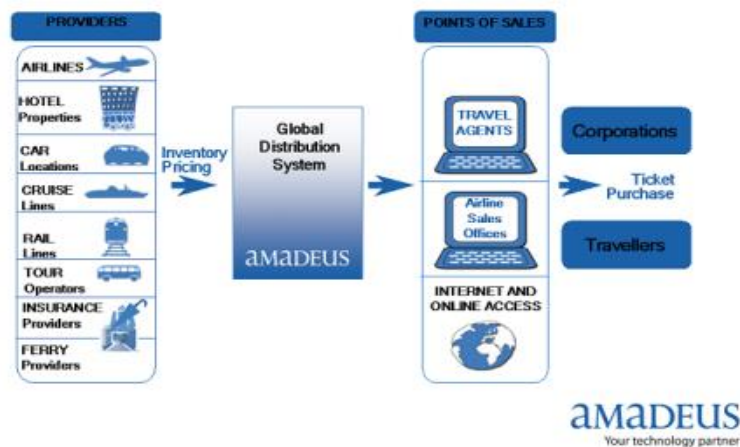 PROVIDERS
AIRLINES
HOTEL
Properties
CAR
Locations
CRUISE
Lines
RAIL
Lines
TOUR
Operators
INSURANCE
Providers
FERRY
Providers
Inventory
Pricing
Global
Distribution
System
amadeus
POINTS OF SALES
TRAVEL
AGENTS
Airline
Sales
Offices
INTERNET AND
ONLINE ACCESS
Corporations
Ticket
Purchase
Travellers
amadeus
Your technology partner